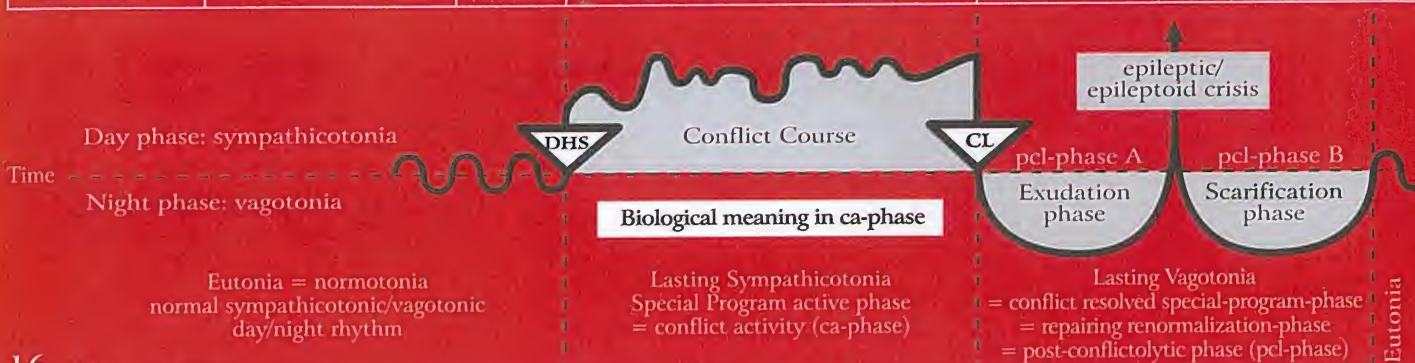 epileptic/
epileptoid crisis
Day phase: sympathicotonia
DHS
Conflict Course
CL
pcl-phase A
pcl-phase B
Time
Night phase: vagotonia
Exudation
phase
Scarification
phase
Biological meaning in ca-phase
Eutonia = normotonia
normal sympathicotonic/vagotonic
day/night rhythm
Lasting Sympathicotonia
Special Program active phase
= conflict activity (ca-phase)
Lasting Vagotonia
= conflict resolved special-program-phase
= repairing renormalization-phase
= post-conflictolytic phase (pcl-phase)
Eutonia